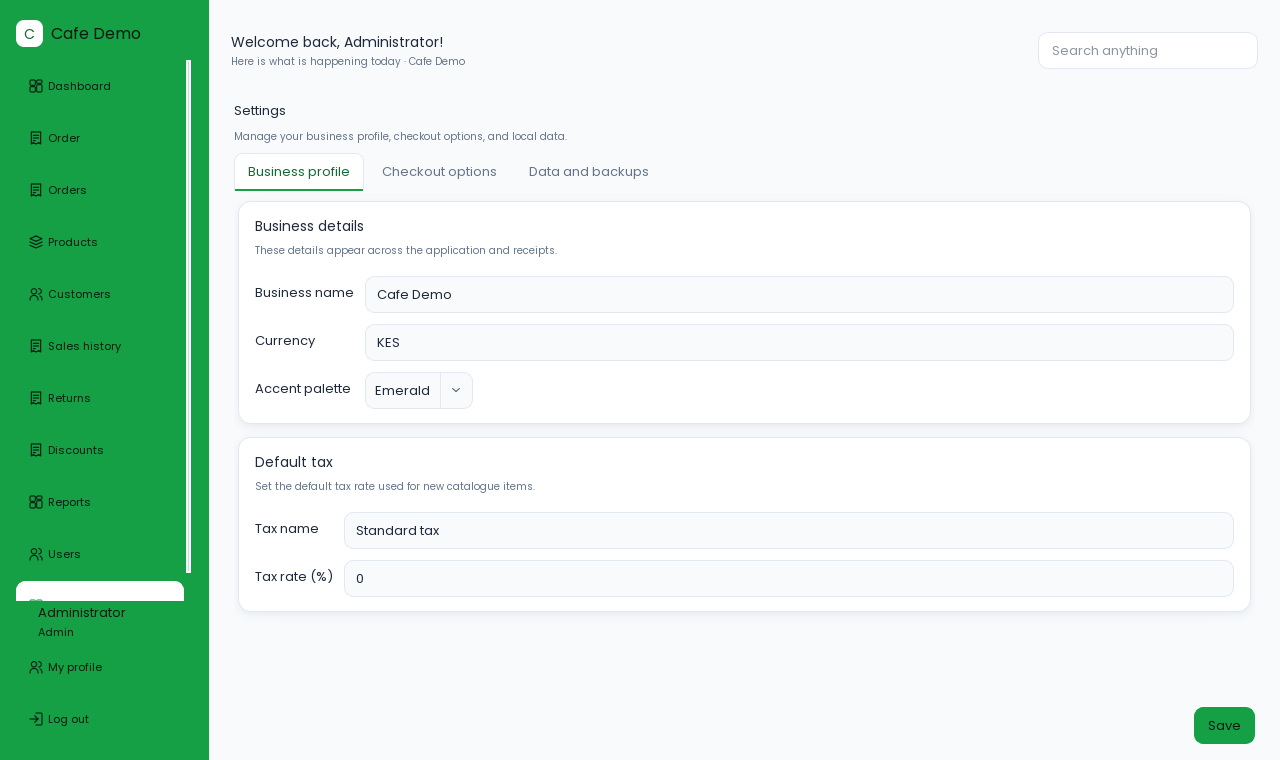 C Cafe Demo
Dashboard
Order
Orders
Products
Customers
Sales history
Returns
Discounts
Reports
Users
Administrator
Admin
My profile
Log out
Welcome back, Administrator!
Here is what is happening today · Cafe Demo
Search anything
Settings
Manage your business profile, checkout options, and local data.
Business profile Checkout options Data and backups
Business details
These details appear across the application and receipts.
Business name Cafe Demo
Currency KES
Accent palette Emerald
Default tax
Set the default tax rate used for new catalogue items.
Tax name Standard tax
Tax rate (%) 0
Save